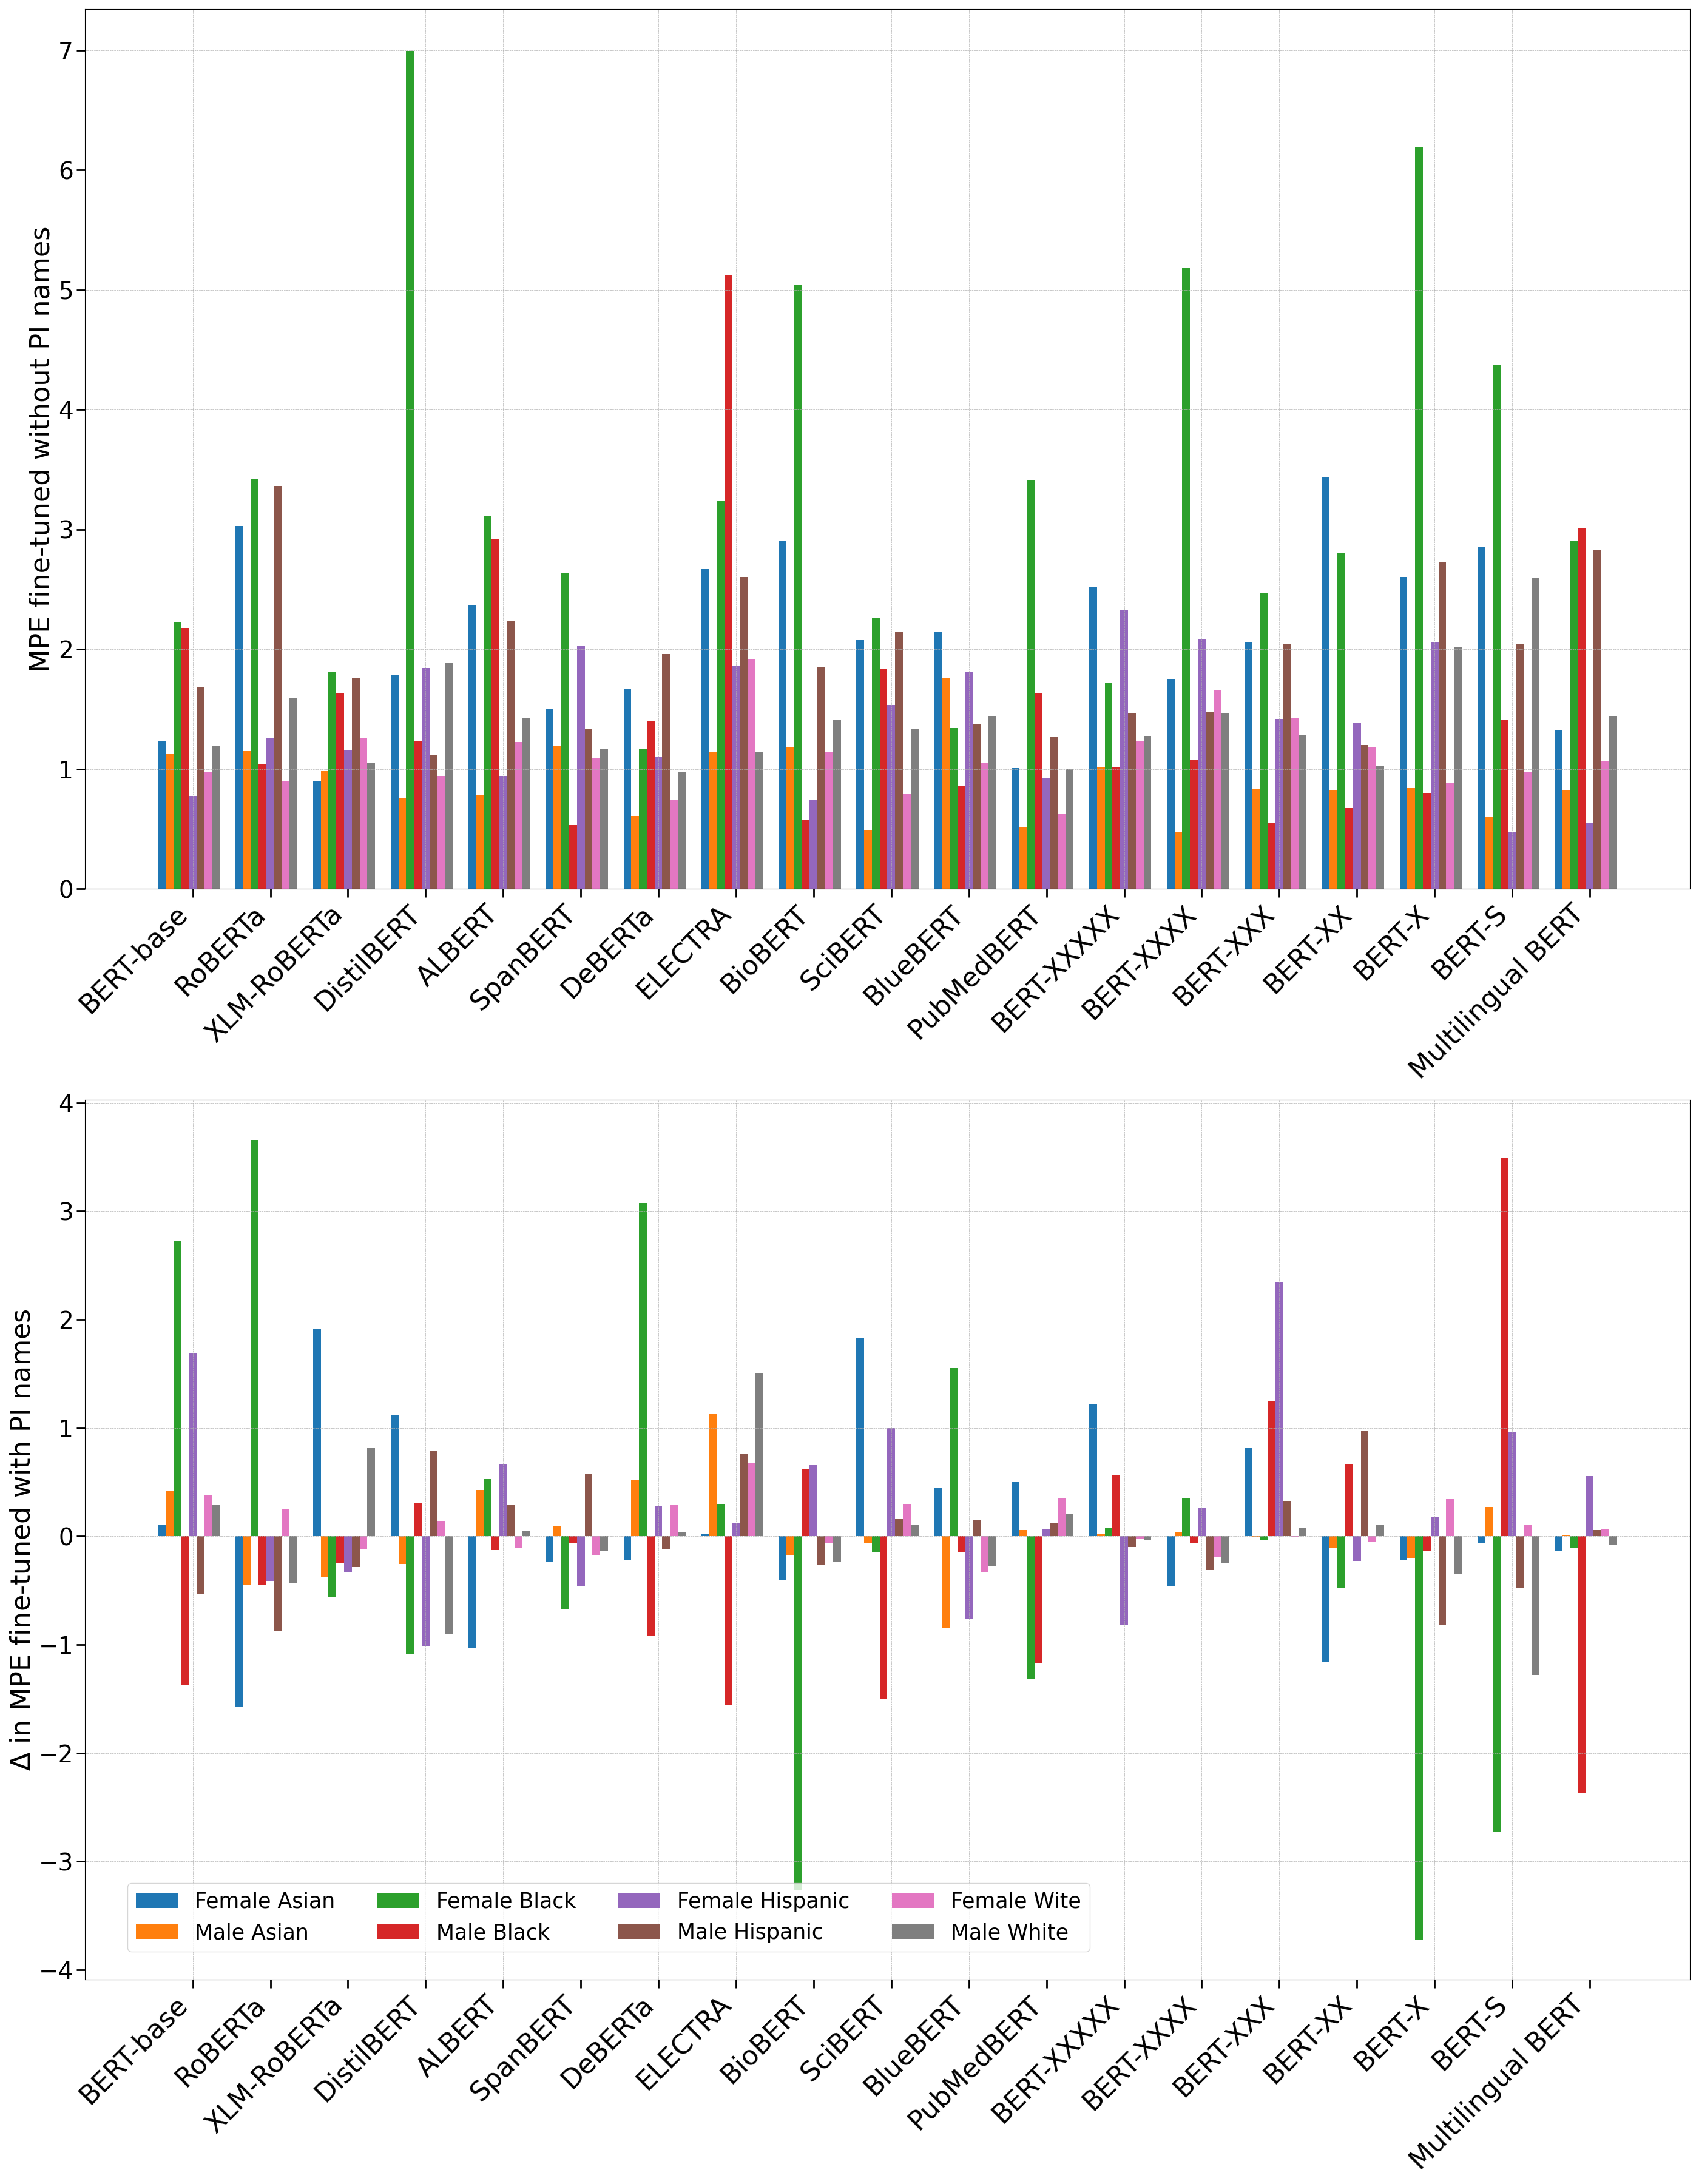 MPE fine-tuned without PI names
7
6
5
4
3
2
1
0
BERT-base
RoBERTa
XLM-RoBERTa
DistilBERT
ALBERT
SpanBERT
DeBERTa
ELECTRA
BioBERT
SciBERT
BlueBERT
PubMedBERT
BERT-XXXXX
BERT-XXXX
BERT-XXX
BERT-XX
BERT-X
BERT-S
Multilingual BERT
Δ in MPE fine-tuned with PI names
4
3
2
1
0
−1
−2
−3
−4
Female Asian
Male Asian
Female Black
Male Black
Female Hispanic
Male Hispanic
Female Wite
Male White
BERT-base
RoBERTa
XLM-RoBERTa
DistilBERT
ALBERT
SpanBERT
DeBERTa
ELECTRA
BioBERT
SciBERT
BlueBERT
PubMedBERT
BERT-XXXXX
BERT-XXXX
BERT-XXX
BERT-XX
BERT-X
BERT-S
Multilingual BERT